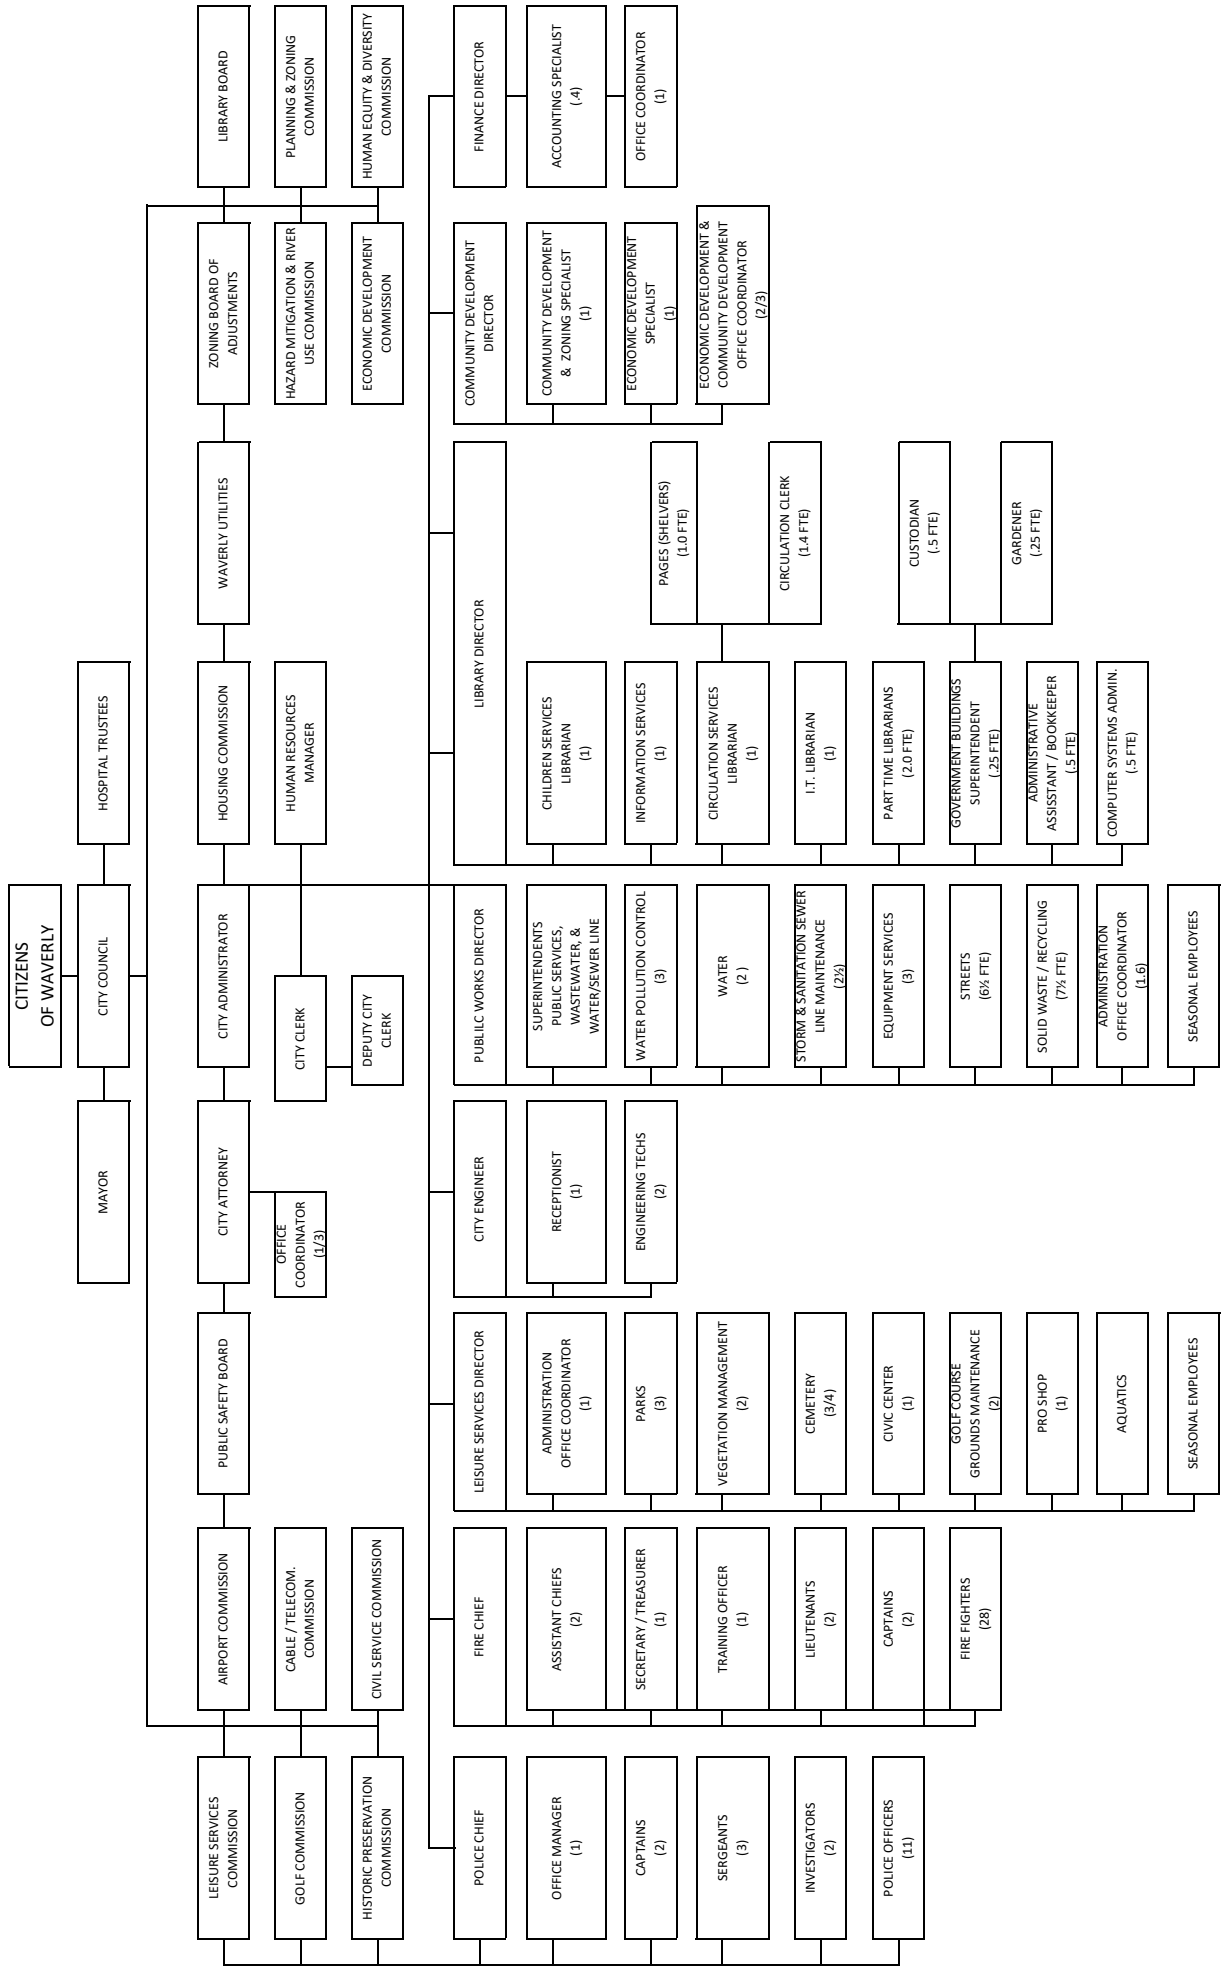 CITIZENS
OF WAVERLY
MAYOR
CITY COUNCIL
HOSPITAL TRUSTEES
LEISURE SERVICES
COMMISSION
AIRPORT COMMISSION
PUBLIC SAFETY BOARD
CITY ATTORNEY
CITY ADMINISTRATOR
HOUSING COMMISSION
WAVERLY UTILITIES
ZONING BOARD OF
ADJUSTMENTS
LIBRARY BOARD
GOLF COMMISSION
CABLE / TELECOM.
COMMISSION
OFFICE
COORDINATOR
(1/3)
CITY CLERK
HUMAN RESOURCES
MANAGER
HAZARD MITIGATION & RIVER
USE COMMISSION
PLANNING & ZONING
COMMISSION
HISTORIC PRESERVATION
COMMISSION
CIVIL SERVICE COMMISSION
DEPUTY CITY
CLERK
ECONOMIC DEVELOPMENT
COMMISSION
HUMAN EQUITY & DIVERSITY
COMMISSION
POLICE CHIEF
OFFICE MANAGER
(1)
CAPTAINS
(2)
SERGEANTS
(3)
INVESTIGATORS
(2)
POLICE OFFICERS
(11)
FIRE CHIEF
ASSISTANT CHIEFS
(2)
SECRETARY / TREASURER
(1)
TRAINING OFFICER
(1)
LIEUTENANTS
(2)
CAPTAINS
(2)
FIRE FIGHTERS
(28)
LEISURE SERVICES DIRECTOR
ADMINISTRATION
OFFICE COORDINATOR
(1)
PARKS
(3)
VEGETATION MANAGEMENT
(2)
CEMETERY
(3/4)
CIVIC CENTER
(1)
GOLF COURSE
GROUNDS MAINTENANCE
(2)
PRO SHOP
(1)
AQUATICS
SEASONAL EMPLOYEES
CITY ENGINEER
RECEPTIONIST
(1)
ENGINEERING TECHS
(2)
PUBLILC WORKS DIRECTOR
SUPERINTENDENTS
PUBLIC SERVICES,
WASTEWATER, &
WATER/SEWER LINE
WATER POLLUTION CONTROL
(3)
WATER
(2 )
STORM & SANITATION SEWER
LINE MAINTENANCE
(2½)
EQUIPMENT SERVICES
(3)
STREETS
(6½ FTE)
SOLID WASTE / RECYCLING
(7½ FTE)
ADMINISTRATION
OFFICE COORDINATOR
(1.6)
SEASONAL EMPLOYEES
LIBRARY DIRECTOR
CHILDREN SERVICES
LIBRARIAN
(1)
INFORMATION SERVICES
(1)
CIRCULATION SERVICES
LIBRARIAN
(1)
PAGES (SHELVERS)
(1.0 FTE)
CIRCULATION CLERK
(1.4 FTE)
I.T. LIBRARIAN
(1)
PART TIME LIBRARIANS
(2.0 FTE)
GOVERNMENT BUILDINGS
SUPERINTENDENT
(.25 FTE)
CUSTODIAN
(.5 FTE)
GARDENER
(.25 FTE)
ADMINISTRATIVE
ASSISSTANT / BOOKKEEPER
(.5 FTE)
COMPUTER SYSTEMS ADMIN.
(.5 FTE)
COMMUNITY DEVELOPMENT
DIRECTOR
COMMUNITY DEVELOPMENT
& ZONING SPECIALIST
(1)
ECONOMIC DEVELOPMENT
SPECIALIST
(1)
ECONOMIC DEVELOPMENT &
COMMUNITY DEVELOPMENT
OFFICE COORDINATOR
(2/3)
FINANCE DIRECTOR
ACCOUNTING SPECIALIST
(.4)
OFFICE COORDINATOR
(1)